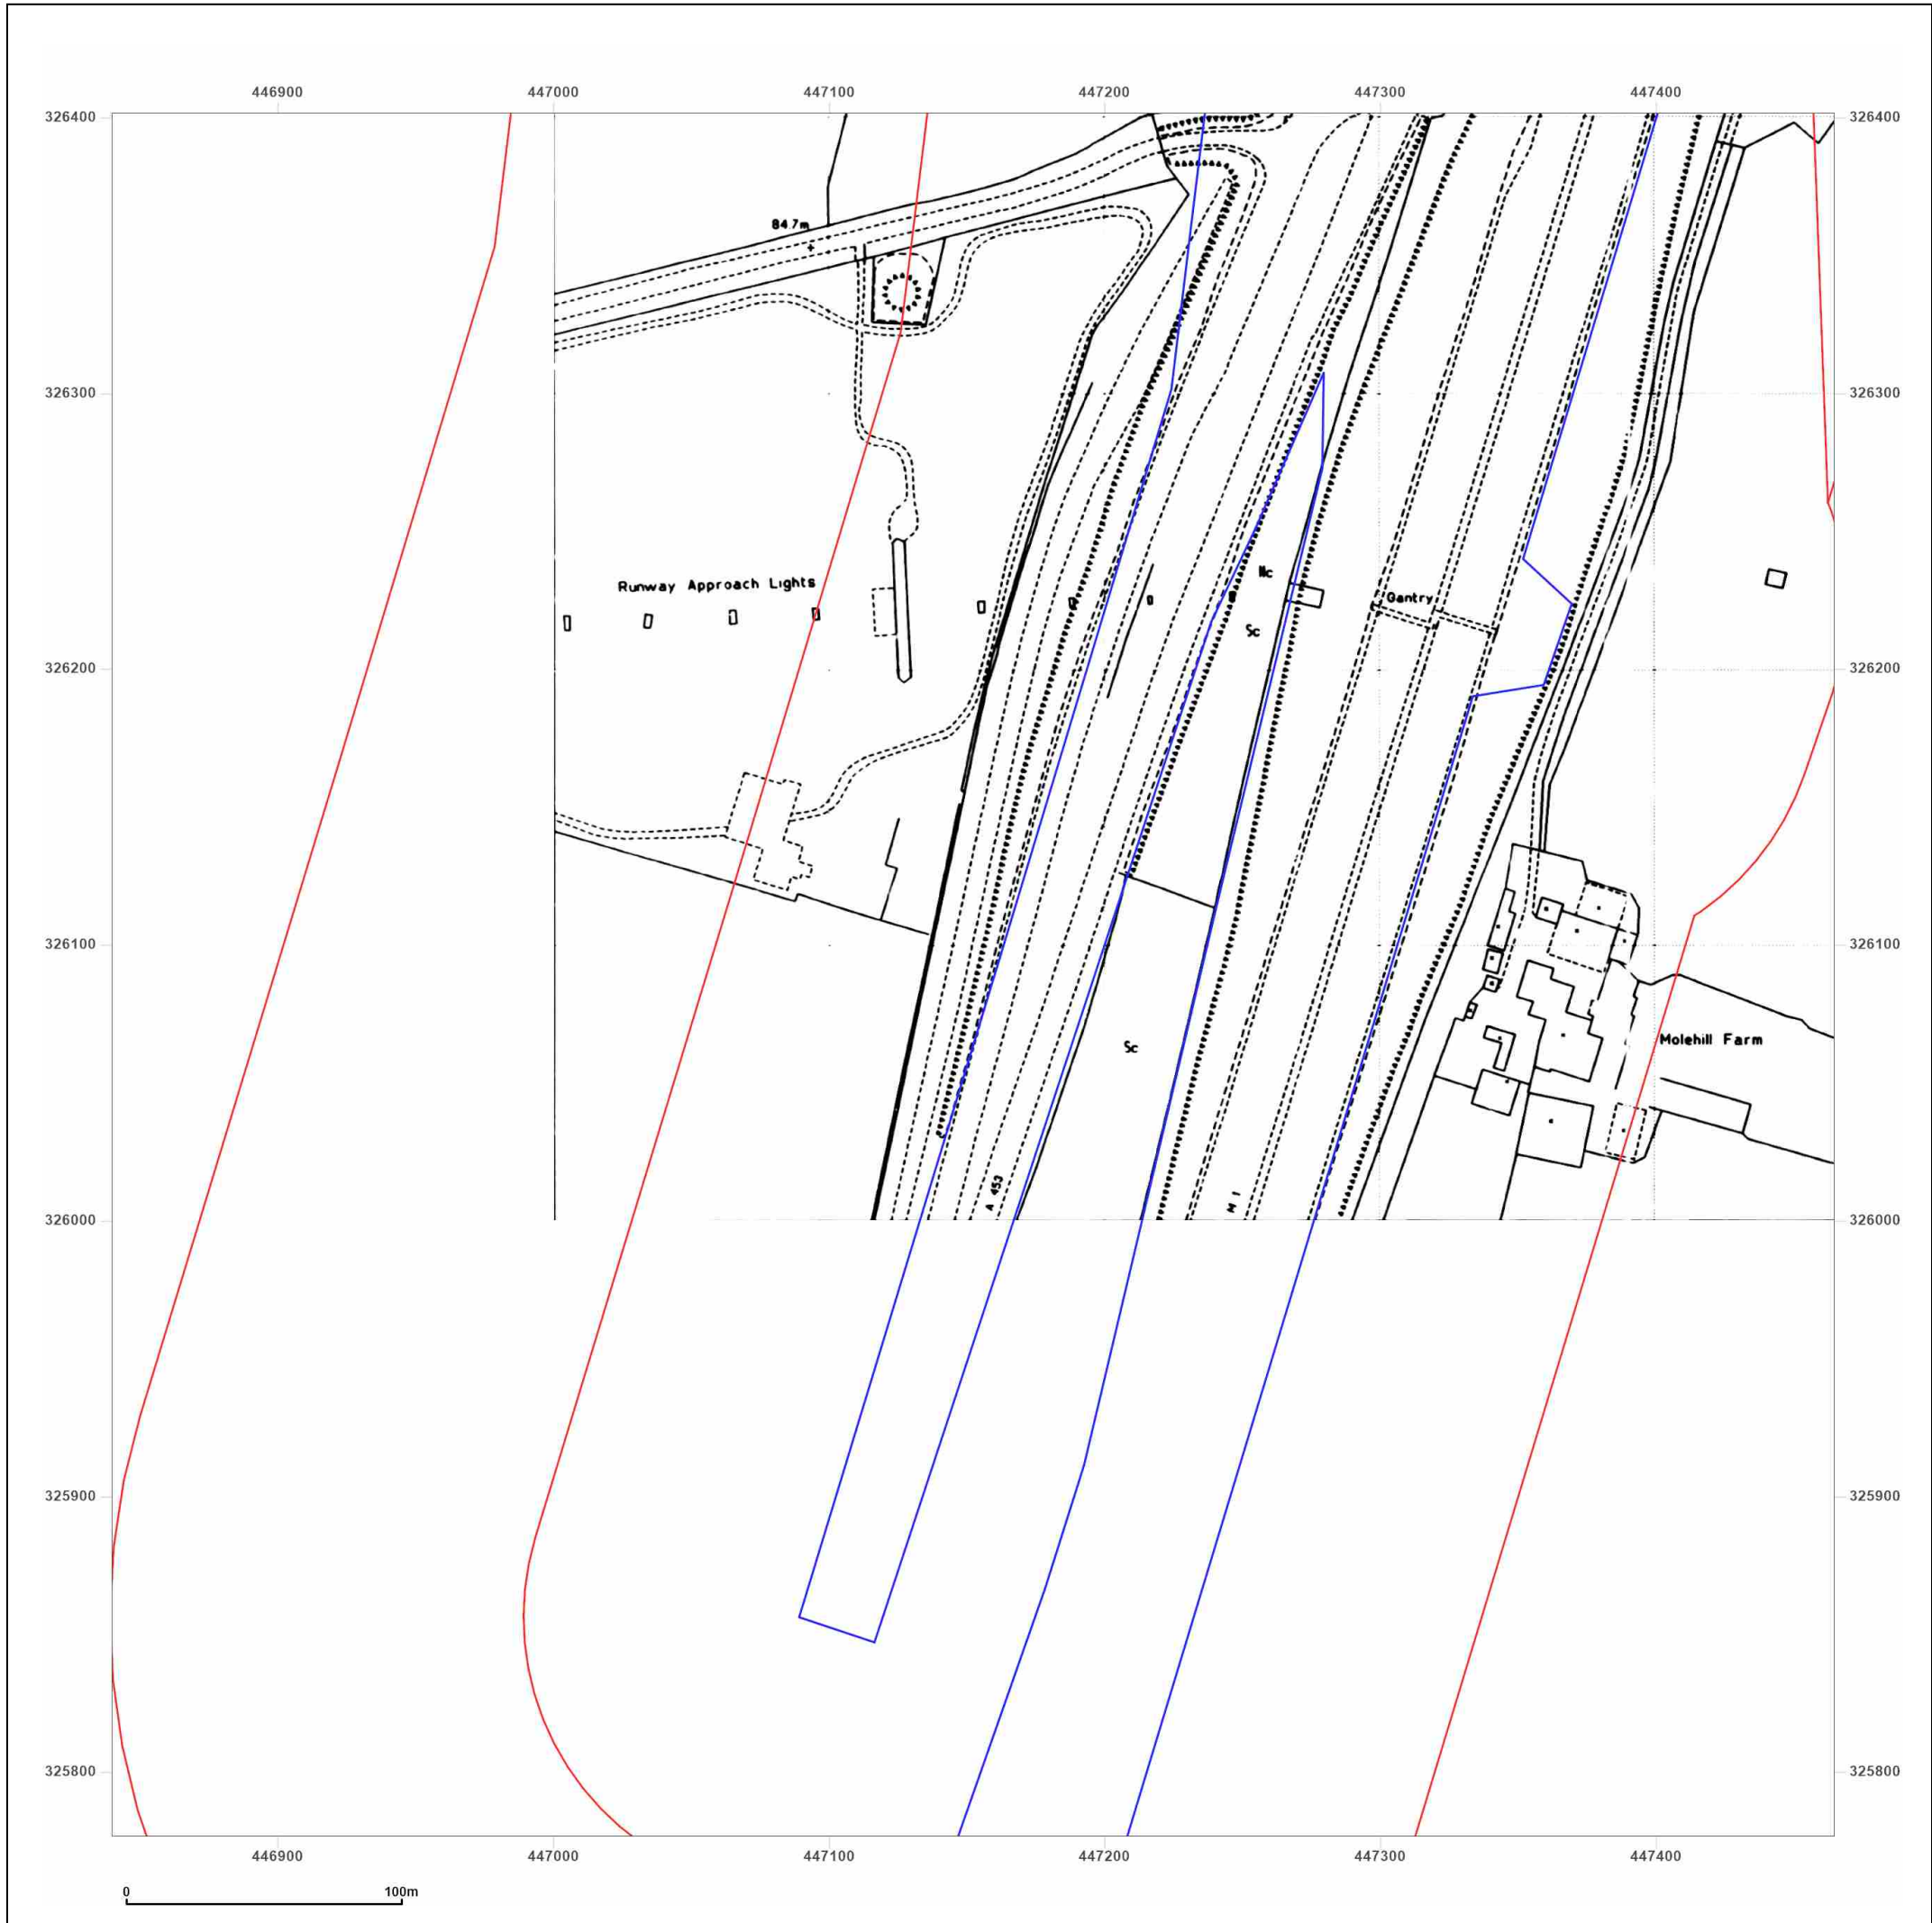 446900 447000 447100 447200 447300 447400
326400 326400
84.7m
326300 326300
Nc
Runway Approach Lights
Gantry
Sc
326200 326200
326100 326100
Molehill Farm
Sc
A 453
M 1
326000 326000
325900 325900
325800 325800
446900 447000 447100 447200 447300 447400
0 100m